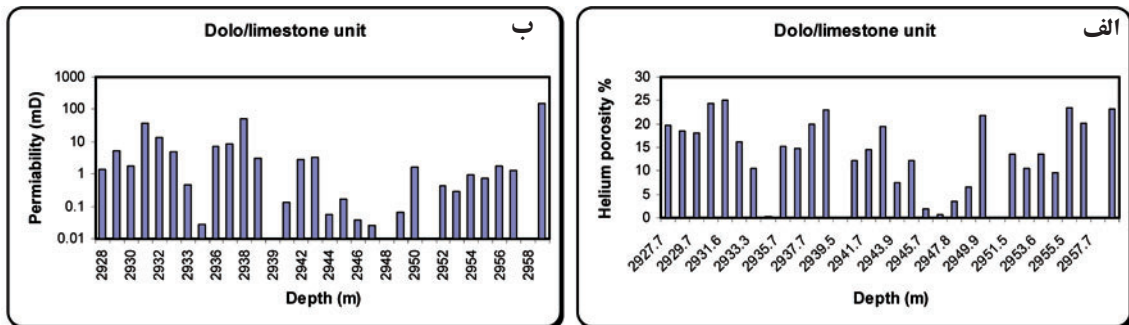 Dolo/limestone unit
ب
Permiability (mD)
1000
100
10
1
0.1
0.01
2928 2930 2932 2933 2936 2938 2939 2942 2944 2946 2948 2950 2952 2954 2956 2958
Depth (m)
Dolo/limestone unit
الف
Helium porosity %
30
25
20
15
10
5
0
2927.7 2929.7 2931.6 2933.3 2935.7 2937.7 2939.5 2941.7 2943.9 2945.7 2947.8 2949.9 2951.5 2953.6 2955.5 2957.7
Depth (m)